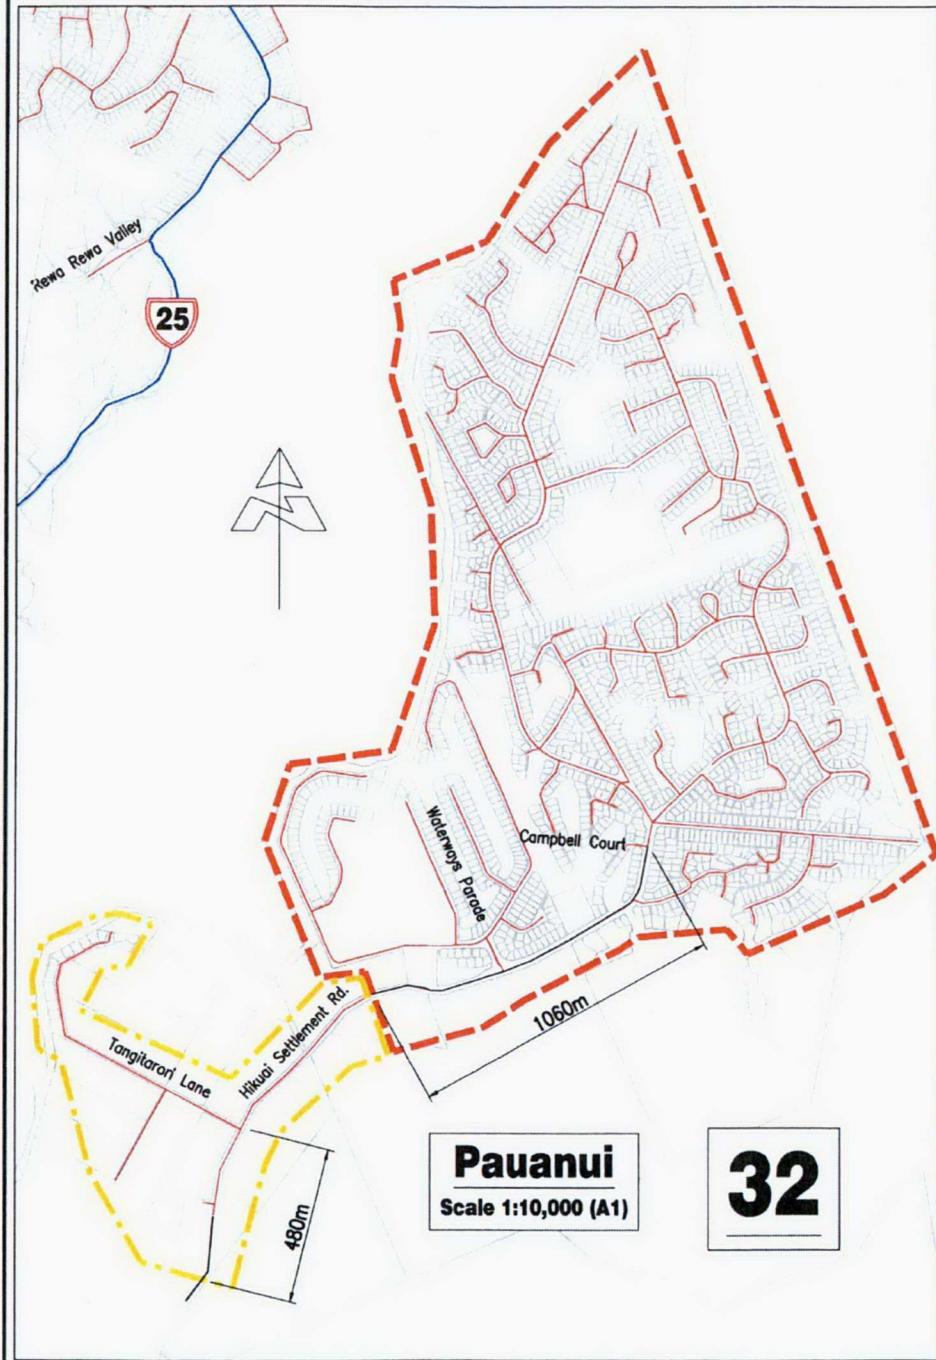 Rewa Rewa Valley
25
Waterways Parade
Campbell Court
1060m
Hikuai Settlement Rd.
Tangitarori Lane
480m
Pauanui
Scale 1:10,000 (A1)
32